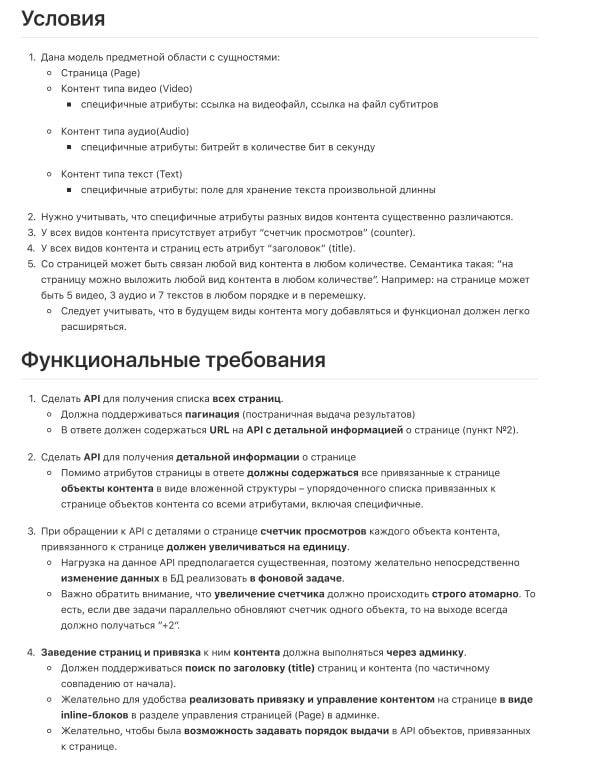 Условия
1. Дана модель предметной области с сущностями:
◦ Страница (Page)
◦ Контент типа видео (Video)
▪ специфичные атрибуты: ссылка на видеофайл, ссылка на файл субтитров
◦ Контент типа аудио(Audio)
▪ специфичные атрибуты: битрейт в количестве бит в секунду
◦ Контент типа текст (Text)
▪ специфичные атрибуты: поле для хранение текста произвольной длинны
2. Нужно учитывать, что специфичные атрибуты разных видов контента существенно различаются.
3. У всех видов контента присутствует атрибут “счетчик просмотров” (counter).
4. У всех видов контента и страниц есть атрибут “заголовок” (title).
5. Со страницей может быть связан любой вид контента в любом количестве. Семантика такая: “на
страницу можно выложить любой вид контента в любом количестве”. Например: на странице может
быть 5 видео, 3 аудио и 7 текстов в любом порядке и в перемешку.
◦ Следует учитывать, что в будущем виды контента могу добавляться и функционал должен легко
расширяться.
Функциональные требования
1. Сделать API для получения списка всех страниц.
◦ Должна поддерживаться пагинация (постраничная выдача результатов)
◦ В ответе должен содержаться URL на API с детальной информацией о странице (пункт №2).
2. Сделать API для получения детальной информации о странице
◦ Помимо атрибутов страницы в ответе должны содержаться все привязанные к странице
объекты контента в виде вложенной структуры – упорядоченного списка привязанных к
странице объектов контента со всеми атрибутами, включая специфичные.
3. При обращении к API с деталями о странице счетчик просмотров каждого объекта контента,
привязанного к странице должен увеличиваться на единицу.
◦ Нагрузка на данное API предполагается существенная, поэтому желательно непосредственно
изменение данных в БД реализовать в фоновой задаче.
◦ Важно обратить внимание, что увеличение счетчика должно происходить строго атомарно. То
есть, если две задачи параллельно обновляют счетчик одного объекта, то на выходе всегда
должно получаться “+2”.
4. Заведение страниц и привязка к ним контента должна выполняться через админку.
◦ Должен поддерживаться поиск по заголовку (title) страниц и контента (по частичному
совпадению от начала).
◦ Желательно для удобства реализовать привязку и управление контентом на странице в виде
inline-блоков в разделе управления страницей (Page) в админке.
◦ Желательно, чтобы была возможность задавать порядок выдачи в API объектов, привязанных
к странице.